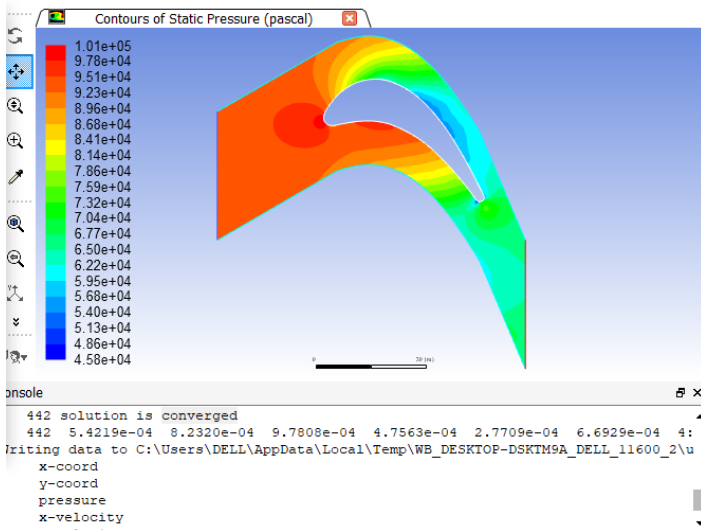 Contours of Static Pressure (pascal)
1.01e+05
9.78e+04
9.51e+04
9.23e+04
8.96e+04
8.68e+04
8.41e+04
8.14e+04
7.86e+04
7.59e+04
7.32e+04
7.04e+04
6.77e+04
6.50e+04
6.22e+04
5.95e+04
5.68e+04
5.40e+04
5.13e+04
4.86e+04
4.58e+04
0 20 (m)
onsole
442 solution is converged
442 5.4219e-04 8.2320e-04 9.7808e-04 4.7563e-04 2.7709e-04 6.6929e-04 4:
Writing data to C:\Users\DELL\AppData\Local\Temp\WB_DESKTOP-DSKTM9A_DELL_11600_2\u
x-coord
y-coord
pressure
x-velocity